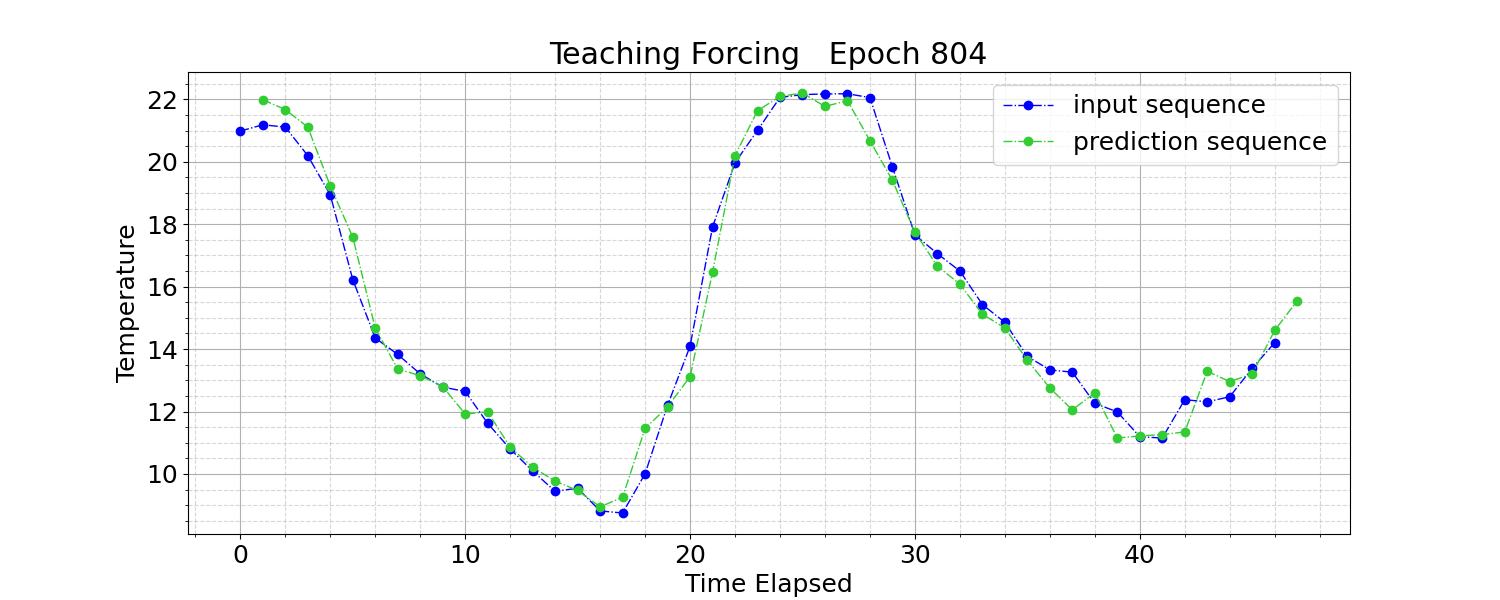 Teaching Forcing   Epoch 804
input sequence
prediction sequence
Temperature
22
20
18
16
14
12
10
0 10 20 30 40
Time Elapsed